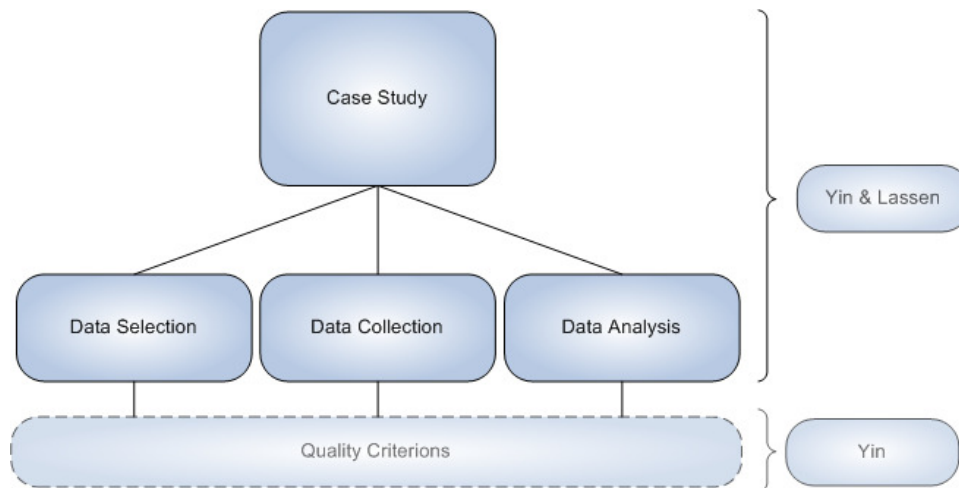 Case Study
Yin & Lassen
Data Selection
Data Collection
Data Analysis
Quality Criterions
Yin